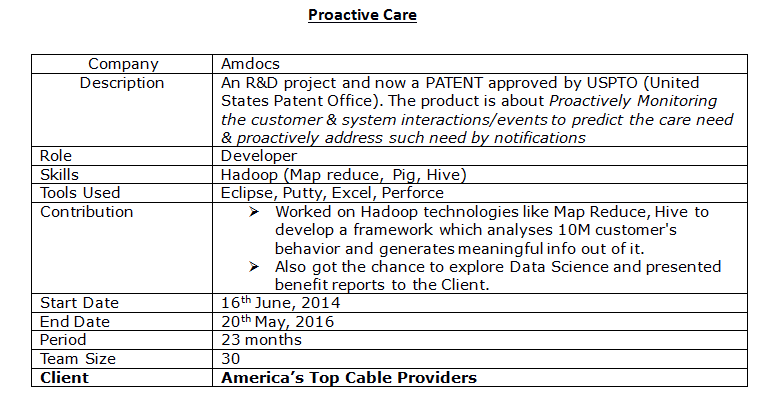 Proactive Care
Company Amdocs
Description An R&D project and now a PATENT approved by USPTO (United
States Patent Office). The product is about Proactively Monitoring
the customer & system interactions/events to predict the care need
& proactively address such need by notifications
Role Developer
Skills Hadoop (Map reduce, Pig, Hive)
Tools Used Eclipse, Putty, Excel, Perforce
Contribution ➢ Worked on Hadoop technologies like Map Reduce, Hive to
develop a framework which analyses 10M customer's
behavior and generates meaningful info out of it.
➢ Also got the chance to explore Data Science and presented
benefit reports to the Client.
Start Date 16th June, 2014
End Date 20th May, 2016
Period 23 months
Team Size 30
Client America’s Top Cable Providers